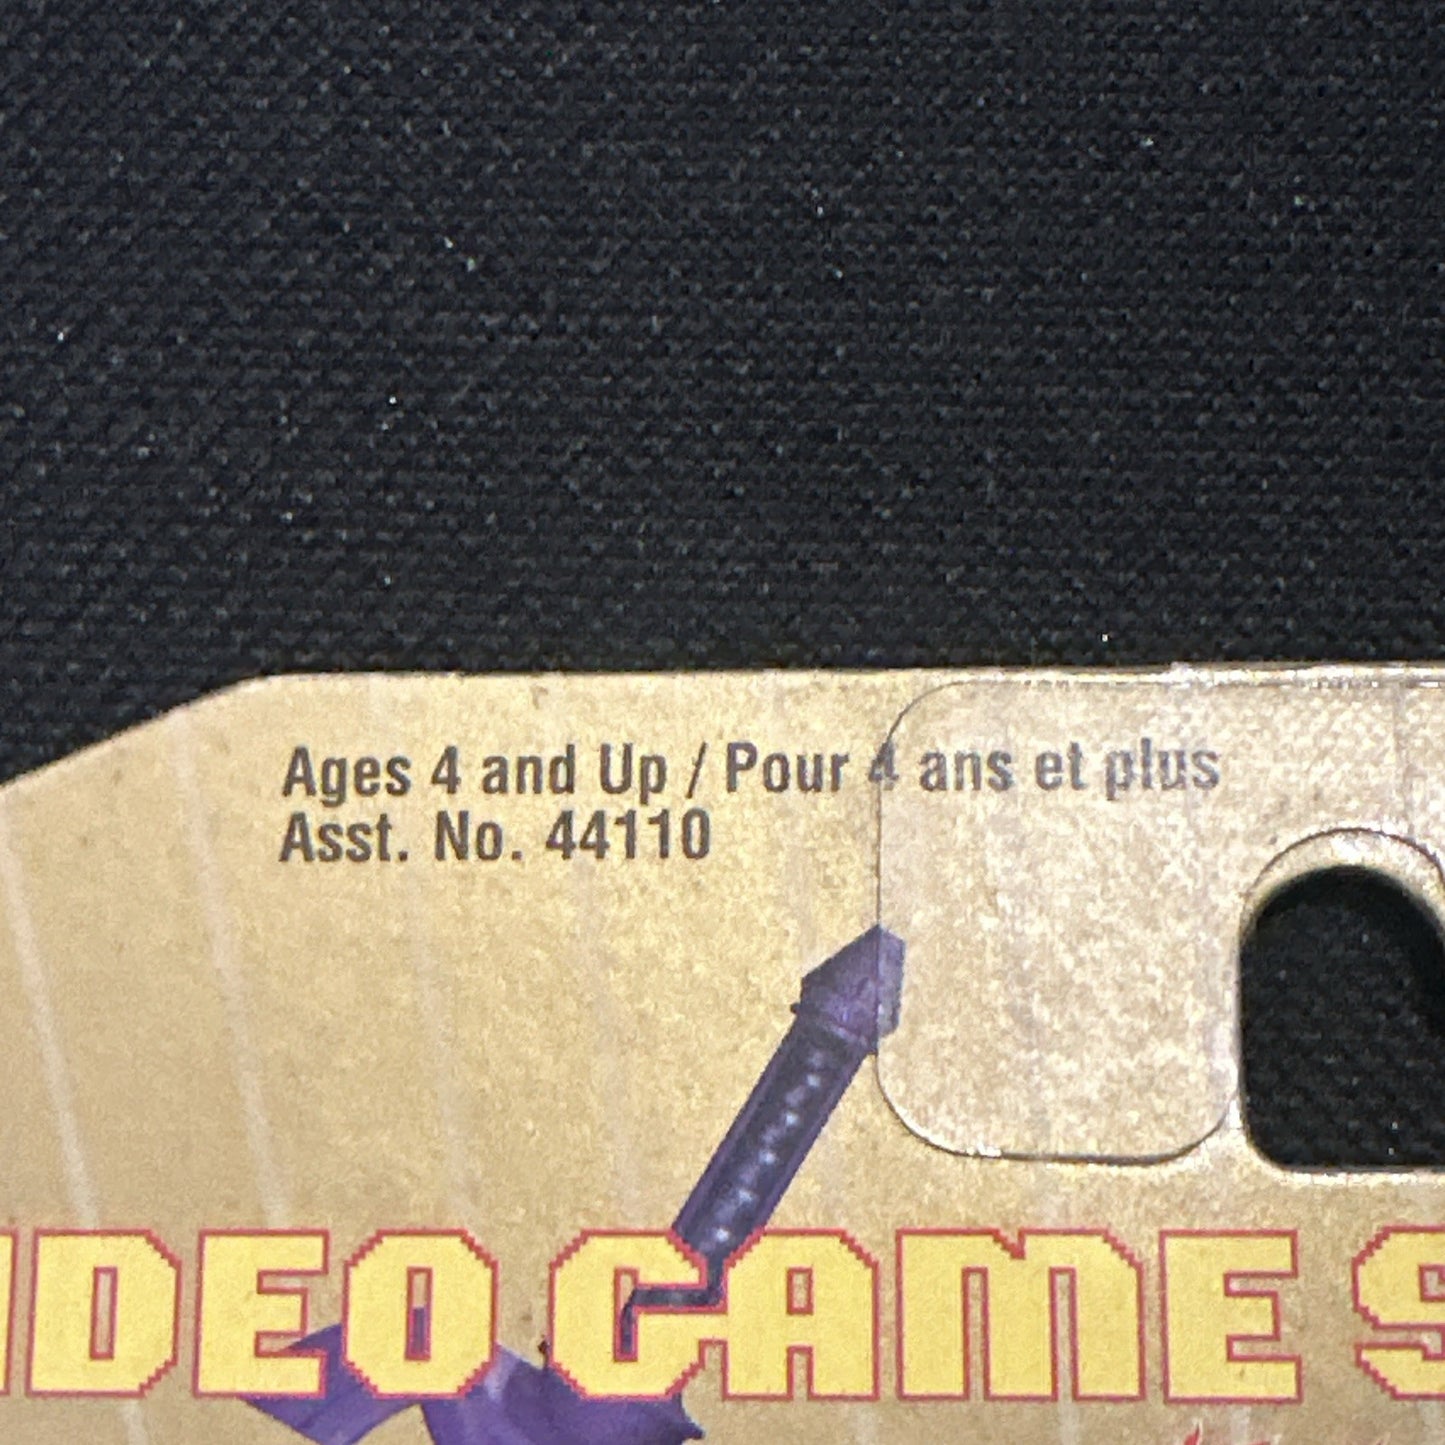 Ages 4 and Up / Pour 4 ans et plus
Asst. No. 44110
IDEO GAME S